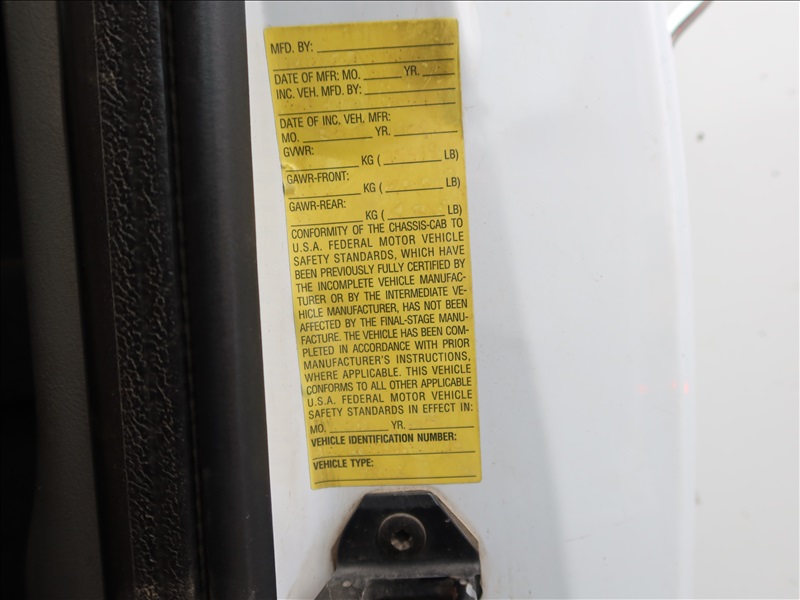 MFD. BY:
DATE OF MFR: MO. YR.
INC. VEH. MFD. BY:
DATE OF INC. VEH. MFR:
MO. YR.
GVWR:
KG ( LB)
GAWR-FRONT:
KG ( LB)
GAWR-REAR:
KG ( LB)
CONFORMITY OF THE CHASSIS-CAB TO
U.S.A. FEDERAL MOTOR VEHICLE
SAFETY STANDARDS, WHICH HAVE
BEEN PREVIOUSLY FULLY CERTIFIED BY
THE INCOMPLETE VEHICLE MANUFAC-
TURER OR BY THE INTERMEDIATE VE-
HICLE MANUFACTURER, HAS NOT BEEN
AFFECTED BY THE FINAL-STAGE MANU-
FACTURE. THE VEHICLE HAS BEEN COM-
PLETED IN ACCORDANCE WITH PRIOR
MANUFACTURER'S INSTRUCTIONS,
WHERE APPLICABLE. THIS VEHICLE
CONFORMS TO ALL OTHER APPLICABLE
U.S.A. FEDERAL MOTOR VEHICLE
SAFETY STANDARDS IN EFFECT IN:
MO. YR.
VEHICLE IDENTIFICATION NUMBER:
VEHICLE TYPE: